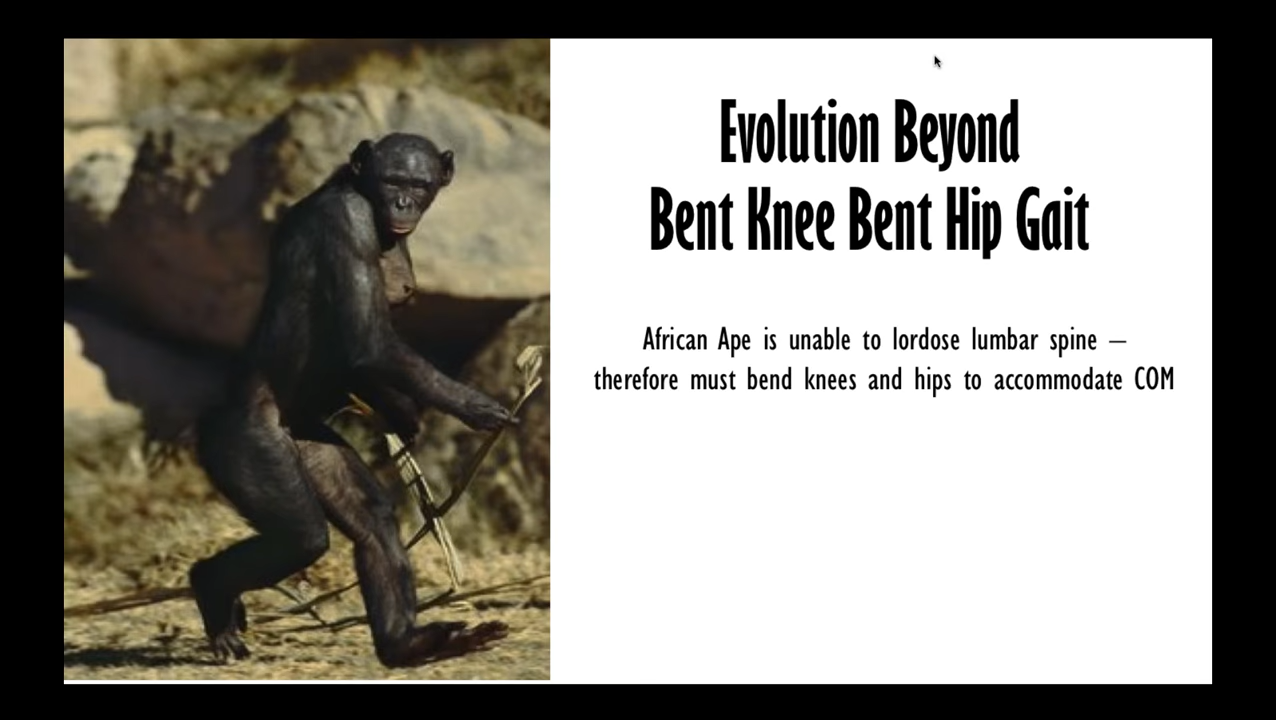 Evolution Beyond
Bent Knee Bent Hip Gait
African Ape is unable to lordose lumbar spine –
therefore must bend knees and hips to accommodate COM